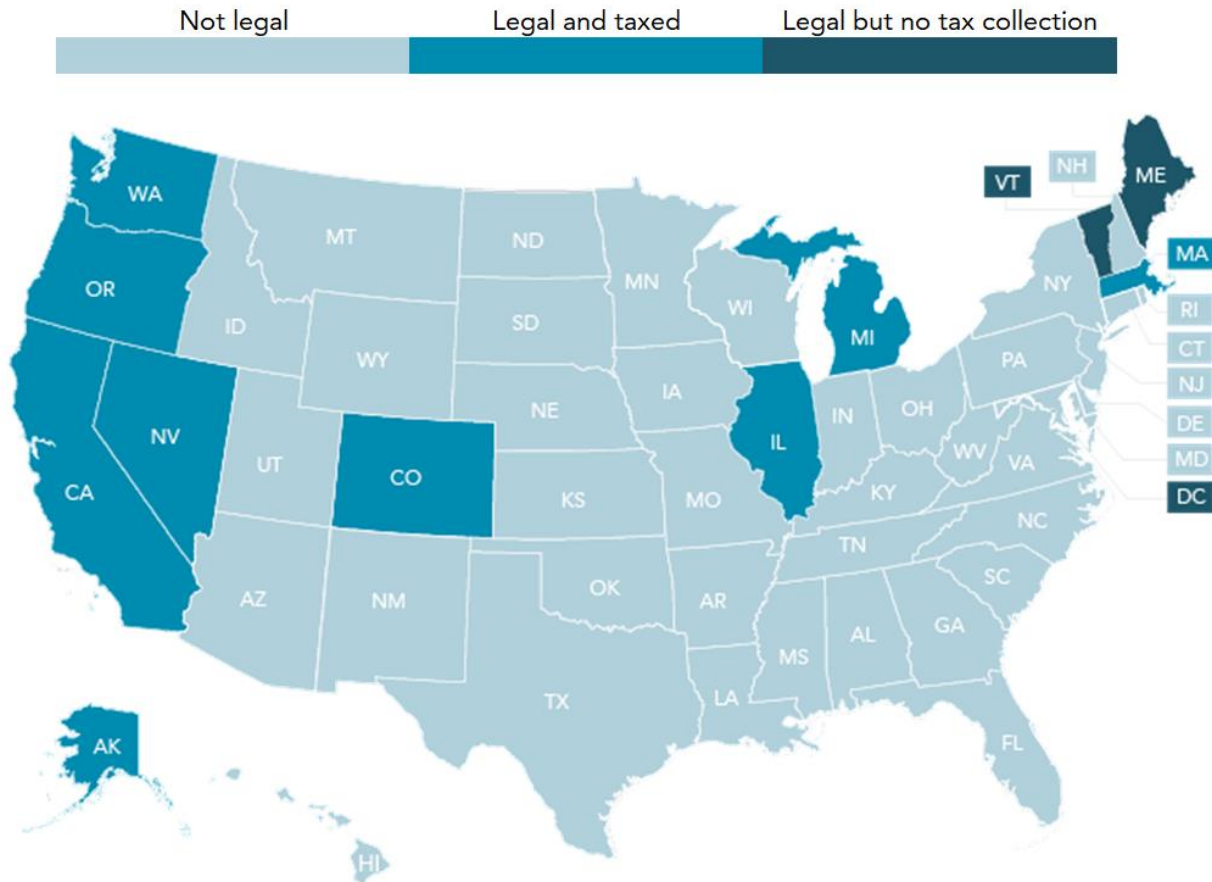 Not legal
Legal and taxed
Legal but no tax collection
WA
MT
ND
MN
VT
NH
ME
OR
ID
SD
WI
MI
NY
MA
RI
WY
IA
PA
CT
NJ
NV
NE
IN
OH
DE
UT
CO
IL
WV
MD
CA
KS
MO
KY
VA
DC
NC
TN
AZ
NM
OK
AR
SC
MS
AL
GA
TX
LA
FL
AK
HI